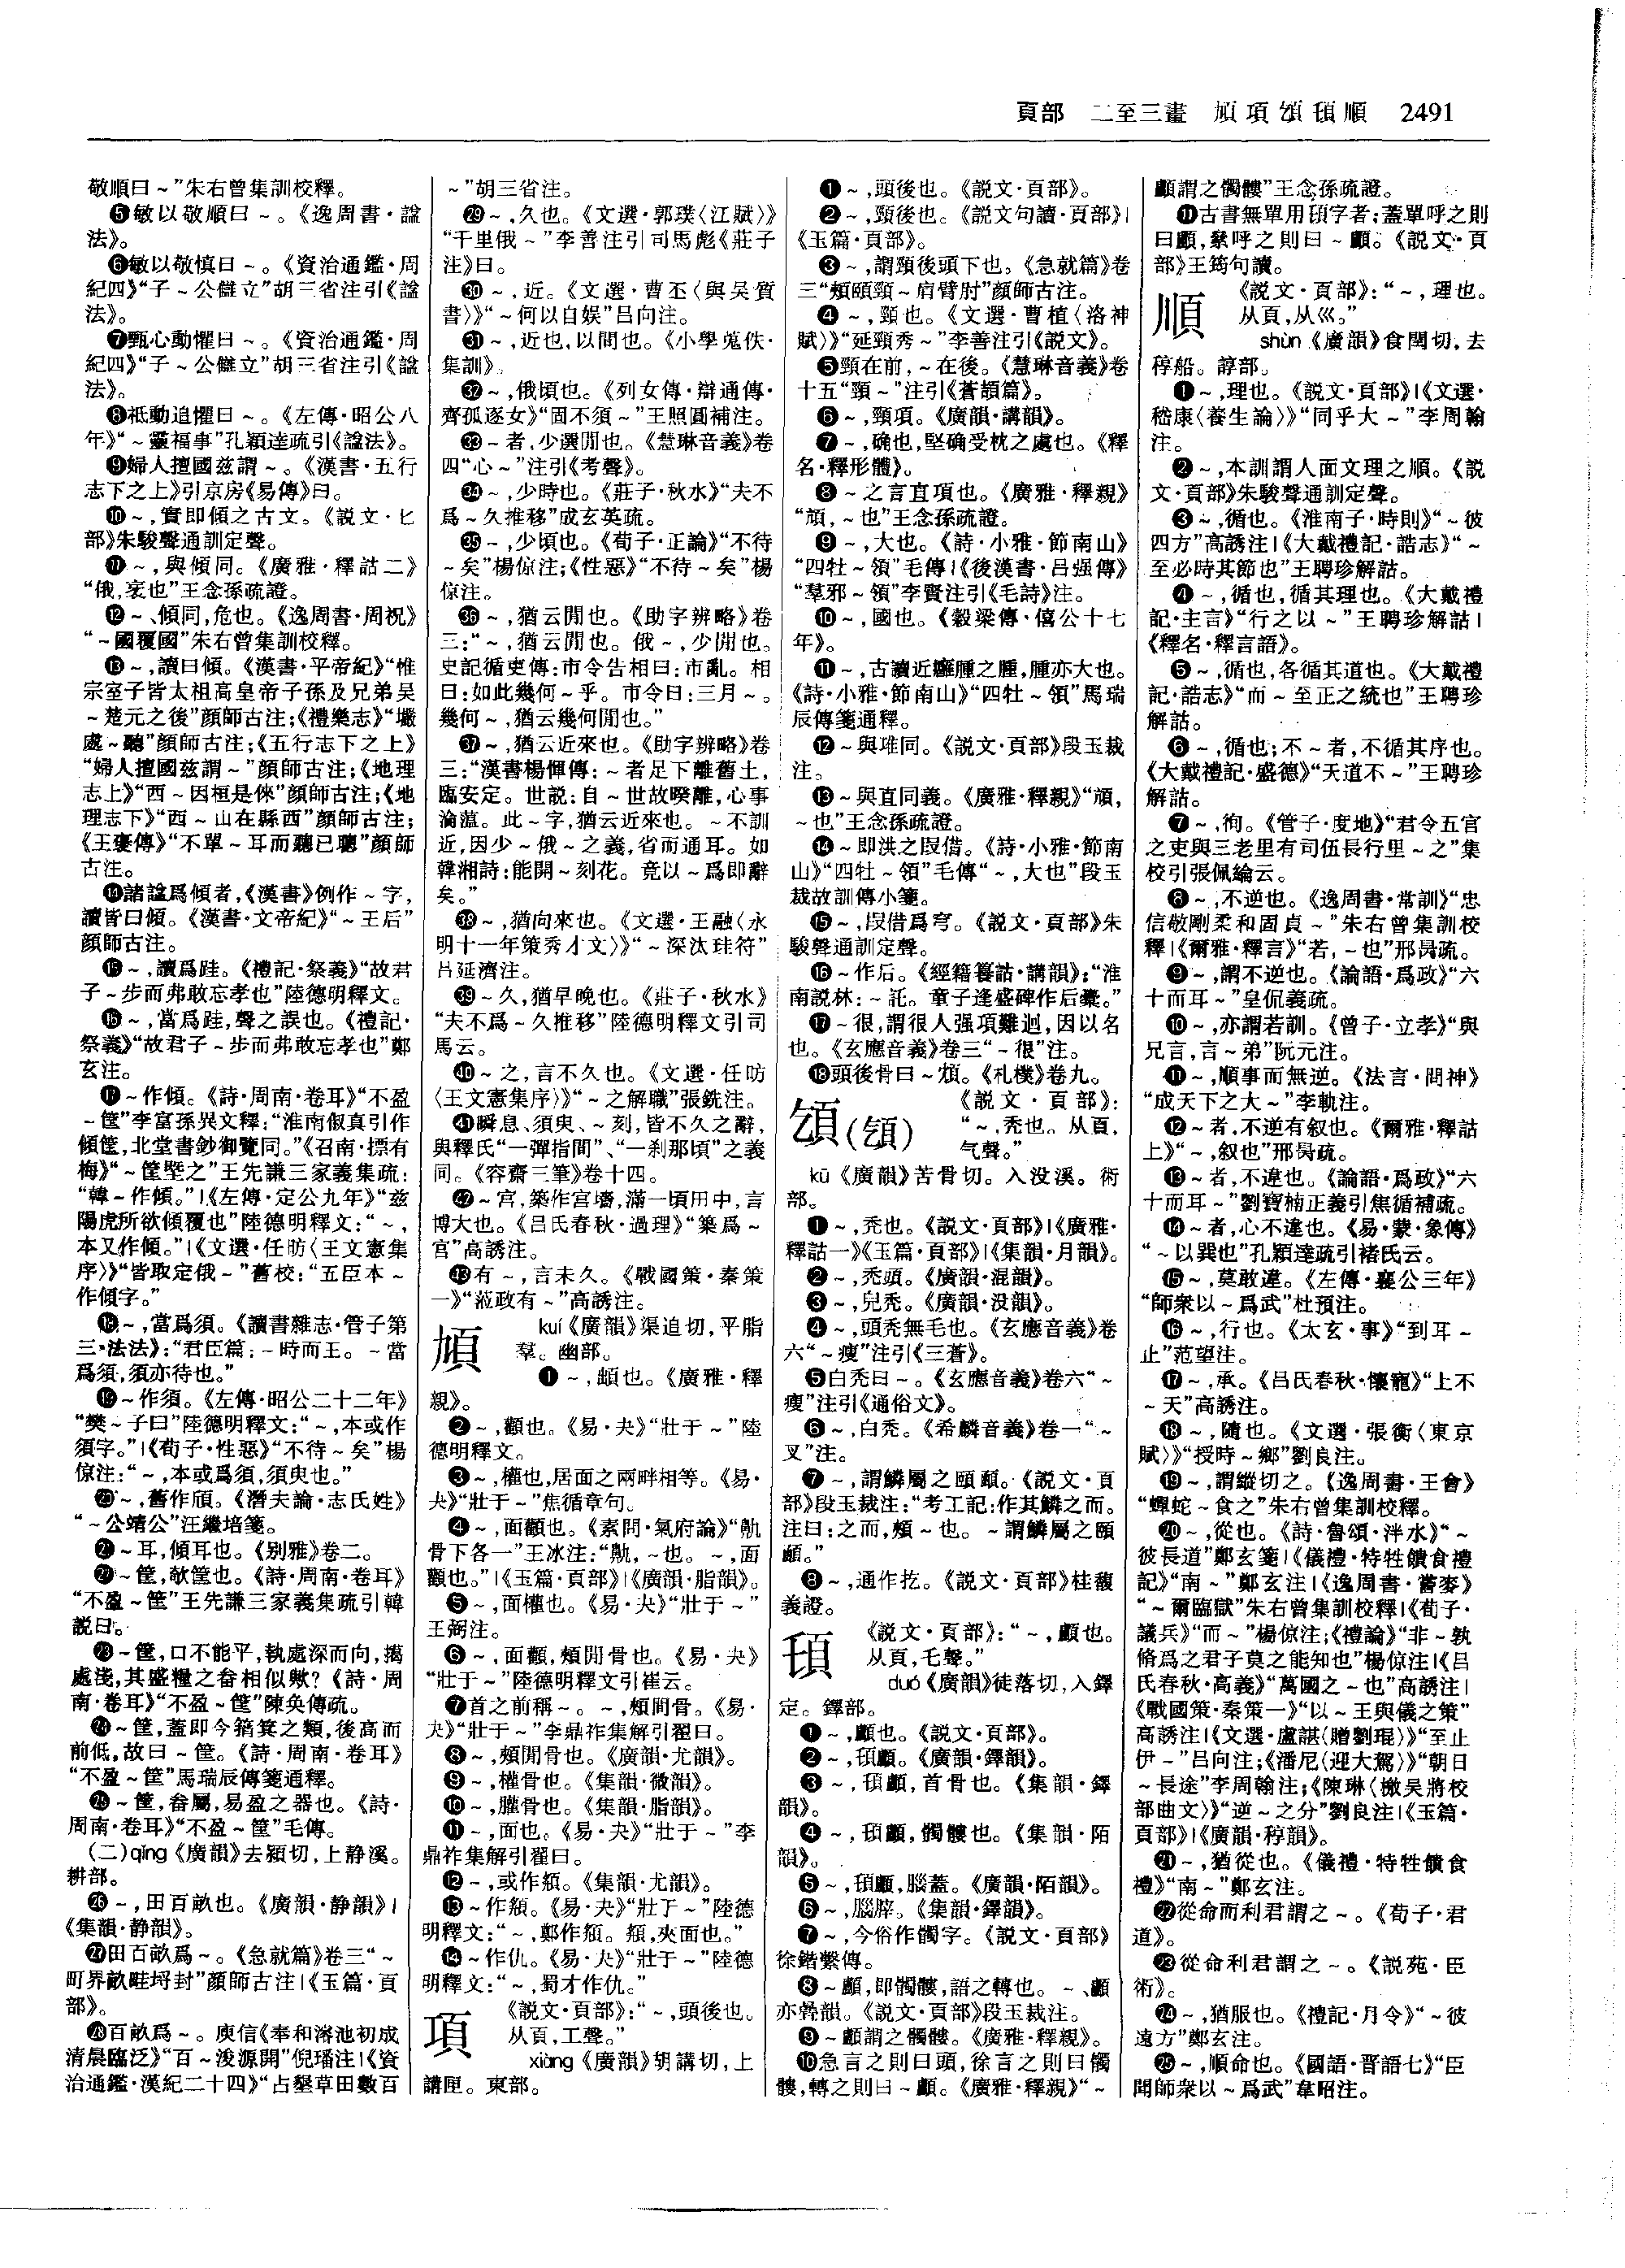 頁部　二至三畫　頄項頧頊順　2491
敬順曰～”朱右曾集訓校釋。
❺敏以敬順曰～。《逸周書·諡
法》。
❻敏以敬慎曰～。《資治通鑑·周
紀四》“子～公讎立”胡三省注引《諡
法》。
❼甄心動懼曰～。《資治通鑑·周
紀四》“子～公讎立”胡三省注引《諡
法》。
❽祇動追懼曰～。《左傳·昭公八
年》“～靈福事”孔穎達疏引《諡法》。
❾婦人擅國兹謂～。《漢書·五行
志下之上》引京房《易傳》曰。
❿～,實即傾之古文。《説文·匕
部》朱駿聲通訓定聲。
⓫～,與傾同。《廣雅·釋詁二》
“俄,衺也”王念孫疏證。
⓬～、傾同,危也。《逸周書·周祝》
“～國覆國”朱右曾集訓校釋。
⓭～,讀曰傾。《漢書·平帝紀》“惟
宗室子皆太祖高皇帝子孫及兄弟吴
～楚元之後”顔師古注;《禮樂志》“㸌
處～聽”顔師古注;《五行志下之上》
“婦人擅國兹謂～”顔師古注;《地理
志上》“西～因桓是倈”顔師古注;《地
理志下》“西～山在縣西”顔師古注;
《王襃傳》“不單～耳而聽已聽”顔師
古注。
⓮諸諡爲傾者,《漢書》例作～字,
讀皆曰傾。《漢書·文帝紀》“～王后”
顔師古注。
⓯～,讀爲跬。《禮記·祭義》“故君
子～步而弗敢忘孝也”陸德明釋文。
⓰～,當爲跬,聲之誤也。《禮記·
祭義》“故君子～步而弗敢忘孝也”鄭
玄注。
⓱～作傾。《詩·周南·卷耳》“不盈
～筐”李富孫異文釋:“淮南俶真引作
傾筐,北堂書鈔御覽同。”《召南·摽有
梅》“～筐塈之”王先謙三家義集疏:
“韓～作傾。”|《左傳·定公九年》“兹
陽虎所欲傾覆也”陸德明釋文:“～,
本又作傾。”|《文選·任昉〈王文憲集
序〉》“皆取定俄～”舊校:“五臣本～
作傾字。”
⓲～,當爲須。《讀書雜志·管子第
三·法法》:“君臣篇:～時而王。～當
爲須,須亦待也。”
⓳～作須。《左傳·昭公二十二年》
“樊～子曰”陸德明釋文:“～,本或作
須字。”|《荀子·性惡》“不待～矣”楊
倞注:“～,本或爲須,須臾也。”
⓴～,舊作頎。《潛夫論·志氏姓》
“～公靖公”汪繼培箋。
㉑～耳,傾耳也。《别雅》卷二。
㉒～筐,欹筐也。《詩·周南·卷耳》
“不盈～筐”王先謙三家義集疏引韓
説曰。
㉓～筐,口不能平,執處深而向,㨷
處淺,其盛糧之畚相似歟?《詩·周
南·卷耳》“不盈～筐”陳奂傳疏。
㉔～筐,蓋即今筲箕之類,後高而
前低,故曰～筐。《詩·周南·卷耳》
“不盈～筐”馬瑞辰傳箋通釋。
㉕～筐,畚屬,易盈之器也。《詩·
周南·卷耳》“不盈～筐”毛傳。
(二)qǐng《廣韻》去潁切,上静溪。
耕部。
㉖～,田百畝也。《廣韻·静韻》|
《集韻·静韻》。
㉗田百畝爲～。《急就篇》卷三“～
町界畝畦埒封”顔師古注|《玉篇·頁
部》。
㉘百畝爲～。庾信《奉和濬池初成
清晨臨泛》“百～浚源開”倪璠注|《資
治通鑑·漢紀二十四》“占墾草田數百
～”胡三省注。
㉙～,久也。《文選·郭璞〈江賦〉》
“千里俄～”李善注引司馬彪《莊子
注》曰。
㉚～,近。《文選·曹丕〈與吴質
書〉》“～何以自娱”吕向注。
㉛～,近也,以間也。《小學蒐佚·
集訓》。
㉜～,俄頃也。《列女傳·辯通傳·
齊孤逐女》“固不須～”王照圓補注。
㉝～者,少選間也。《慧琳音義》卷
四“心～”注引《考聲》。
㉞～,少時也。《莊子·秋水》“夫不
爲～久推移”成玄英疏。
㉟～,少頃也。《荀子·正論》“不待
～矣”楊倞注;《性惡》“不待～矣”楊
倞注。
㊱～,猶云間也。《助字辨略》卷
三:“～,猶云間也。俄～,少間也。
史記循吏傳:市令告相曰:市亂。相
曰:如此幾何～乎。市令曰:三月～。
幾何～,猶云幾何間也。”
㊲～,猶云近來也。《助字辨略》卷
三:“漢書楊惲傳:～者足下離舊土,
臨安定。世説:自～世故暌離,心事
淪薀。此～字,猶云近來也。～不訓
近,因少～俄～之義,省而通耳。如
韓湘詩:能開～刻花。竟以～爲即辭
矣。”
㊳～,猶向來也。《文選·王融〈永
明十一年策秀才文〉》“～深汰珪符”
吕延濟注。
㊴～久,猶早晚也。《莊子·秋水》
“夫不爲～久推移”陸德明釋文引司
馬云。
㊵～之,言不久也。《文選·任昉
〈王文憲集序〉》“～之解職”張銑注。
㊶瞬息、須臾、～刻,皆不久之辭,
與釋氏“一彈指間”、“一刹那頃”之義
同。《容齋三筆》卷十四。
㊷～宫,築作宫墻,滿一頃田中,言
博大也。《吕氏春秋·過理》“築爲～
宫”高誘注。
㊸有～,言未久。《戰國策·秦策
一》“蒞政有～”高誘注。
頄
kuí《廣韻》渠追切,平脂
羣。幽部。
❶～,䪼也。《廣雅·釋
親》。
❷～,顴也。《易·夬》“壯于～”陸
德明釋文。
❸～,權也,居面之兩畔相等。《易·
夬》“壯于～”焦循章句。
❹～,面顴也。《素問·氣府論》“鼽
骨下各一”王冰注:“鼽,～也。～,面
顴也。”|《玉篇·頁部》|《廣韻·脂韻》。
❺～,面權也。《易·夬》“壯于～”
王弼注。
❻～,面顴,頰間骨也。《易·夬》
“壯于～”陸德明釋文引翟云。
❼首之前稱～。～,頰間骨。《易·
夬》“壯于～”李鼎祚集解引翟曰。
❽～,頰間骨也。《廣韻·尤韻》。
❾～,權骨也。《集韻·微韻》。
❿～,臞骨也。《集韻·脂韻》。
⓫～,面也。《易·夬》“壯于～”李
鼎祚集解引翟曰。
⓬～,或作頯。《集韻·尤韻》。
⓭～作頯。《易·夬》“壯于～”陸德
明釋文:“～,鄭作頯。頯,夾面也。”
⓮～作仇。《易·夬》“壯于～”陸德
明釋文:“～,蜀才作仇。”
項
《説文·頁部》:“～,頭後也。
从頁,工聲。”
xiàng《廣韻》胡講切,上
講匣。東部。
❶～,頭後也。《説文·頁部》。
❷～,頸後也。《説文句讀·頁部》|
《玉篇·頁部》。
❸～,謂頸後頭下也。《急就篇》卷
三“頰頤頸～肩臂肘”顔師古注。
❹～,頸也。《文選·曹植〈洛神
賦〉》“延頸秀～”李善注引《説文》。
❺頸在前,～在後。《慧琳音義》卷
十五“頸～”注引《蒼頡篇》。
❻～,頸項。《廣韻·講韻》。
❼～,确也,堅确受枕之處也。《釋
名·釋形體》。
❽～之言直項也。《廣雅·釋親》
“頏,～也”王念孫疏證。
❾～,大也。《詩·小雅·節南山》
“四牡～領”毛傳|《後漢書·吕强傳》
“羣邪～領”李賢注引《毛詩》注。
❿～,國也。《穀梁傳·僖公十七
年》。
⓫～,古讀近癰腫之腫,腫亦大也。
《詩·小雅·節南山》“四牡～領”馬瑞
辰傳箋通釋。
⓬～與琟同。《説文·頁部》段玉裁
注。
⓭～與直同義。《廣雅·釋親》“頏,
～也”王念孫疏證。
⓮～即洪之叚借。《詩·小雅·節南
山》“四牡～領”毛傳“～,大也”段玉
裁故訓傳小箋。
⓯～,叚借爲穹。《説文·頁部》朱
駿聲通訓定聲。
⓰～作后。《經籍籑詁·講韻》:“淮
南説林:～託。童子逢盛碑作后橐。”
⓱～很,謂很人强項難迴,因以名
也。《玄應音義》卷三“～很”注。
⓲頭後骨曰～䪴。《札樸》卷九。
䫣(䪷)
《説文·頁部》:
“～,秃也。从頁,
气聲。”
kū《廣韻》苦骨切。入没溪。術
部。
❶～,秃也。《説文·頁部》|《廣雅·
釋詁一》《玉篇·頁部》|《集韻·月韻》。
❷～,秃頭。《廣韻·混韻》。
❸～,兒秃。《廣韻·没韻》。
❹～,頭秃無毛也。《玄應音義》卷
六“～瘦”注引《三蒼》。
❺白秃曰～。《玄應音義》卷六“～
瘦”注引《通俗文》。
❻～,白秃。《希麟音義》卷一“～
叉”注。
❼～,謂鱗屬之頤䪼。《説文·頁
部》段玉裁注:“考工記:作其鱗之而。
注曰:之而,頰～也。～謂鱗屬之頤
䪼。”
❽～,通作扢。《説文·頁部》桂馥
義證。
頊
《説文·頁部》:“～,顱也。
从頁,乇聲。”
duó《廣韻》徒落切,入鐸
定。鐸部。
❶～,顱也。《説文·頁部》。
❷～,䪫顱。《廣韻·鐸韻》。
❸～,䪫顱,首骨也。《集韻·鐸
韻》。
❹～,䪫顱,髑髏也。《集韻·陌
韻》。
❺～,䪫顱,腦蓋。《廣韻·陌韻》。
❻～,腦䏶。《集韻·鐸韻》。
❼～,今俗作髑字。《説文·頁部》
徐鍇繫傳。
❽～顱,即髑髏,語之轉也。～、顱
亦疊韻。《説文·頁部》段玉裁注。
❾～顱謂之髑髏。《廣雅·釋親》。
❿急言之則曰頭,徐言之則曰髑
髏,轉之則曰～顱。《廣雅·釋親》“～
顱謂之髑髏”王念孫疏證。
⓫古書無單用䪫字者;蓋單呼之則
曰顱,絫呼之則曰～顱。《説文·頁
部》王筠句讀。
順
《説文·頁部》:“～,理也。
从頁,从巛。”
shùn《廣韻》食閏切,去
稕船。諄部。
❶～,理也。《説文·頁部》|《文選·
嵇康〈養生論〉》“同乎大～”李周翰
注。
❷～,本訓謂人面文理之順。《説
文·頁部》朱駿聲通訓定聲。
❸～,循也。《淮南子·時則》“～彼
四方”高誘注|《大戴禮記·誥志》“～
至必時其節也”王聘珍解詁。
❹～,循也,循其理也。《大戴禮
記·主言》“行之以～”王聘珍解詁|
《釋名·釋言語》。
❺～,循也,各循其道也。《大戴禮
記·誥志》“而～至正之統也”王聘珍
解詁。
❻～,循也;不～者,不循其序也。
《大戴禮記·盛德》“天道不～”王聘珍
解詁。
❼～,徇。《管子·度地》“君令五官
之吏與三老里有司伍長行里～之”集
校引張佩綸云。
❽～,不逆也。《逸周書·常訓》“忠
信敬剛柔和固貞～”朱右曾集訓校
釋|《爾雅·釋言》“若,～也”邢昺疏。
❾～,謂不逆也。《論語·爲政》“六
十而耳～”皇侃義疏。
❿～,亦謂若訓。《曾子·立孝》“與
兄言,言～弟”阮元注。
⓫～,順事而無逆。《法言·問神》
“成天下之大～”李軌注。
⓬～者,不逆有叙也。《爾雅·釋詁
上》“～,叙也”邢昺疏。
⓭～者,不違也。《論語·爲政》“六
十而耳～”劉寶楠正義引焦循補疏。
⓮～者,心不違也。《易·蒙·象傳》
“～以巽也”孔穎達疏引褚氏云。
⓯～,莫敢違。《左傳·襄公三年》
“師衆以～爲武”杜預注。
⓰～,行也。《太玄·事》“到耳～
止”范望注。
⓱～,承。《吕氏春秋·懷寵》“上不
～天”高誘注。
⓲～,隨也。《文選·張衡〈東京
賦〉》“授時～鄉”劉良注。
⓳～,謂縱切之。《逸周書·王會》
“蟬蛇～食之”朱右曾集訓校釋。
⓴～,從也。《詩·魯頌·泮水》“～
彼長道”鄭玄箋|《儀禮·特牲饋食禮
記》“南～”鄭玄注|《逸周書·嘗麥》
“～爾臨獄”朱右曾集訓校釋|《荀子·
議兵》“而～”楊倞注;《禮論》“非～孰
脩爲之君子莫之能知也”楊倞注|《吕
氏春秋·高義》“萬國之～也”高誘注|
《戰國策·秦策一》“以～王與儀之策”
高誘注|《文選·盧諶〈贈劉琨〉》“至止
伊～”吕向注;《潘尼〈迎大駕〉》“朝日
～長途”李周翰注;《陳琳〈檄吴將校
部曲文〉》“逆～之分”劉良注|《玉篇·
頁部》|《廣韻·稕韻》。
㉑～,猶從也。《儀禮·特牲饋食
禮》“南～”鄭玄注。
㉒從命而利君謂之～。《荀子·君
道》。
㉓從命利君謂之～。《説苑·臣
術》。
㉔～,猶服也。《禮記·月令》“～彼
遠方”鄭玄注。
㉕～,順命也。《國語·晋語七》“臣
聞師衆以～爲武”韋昭注。